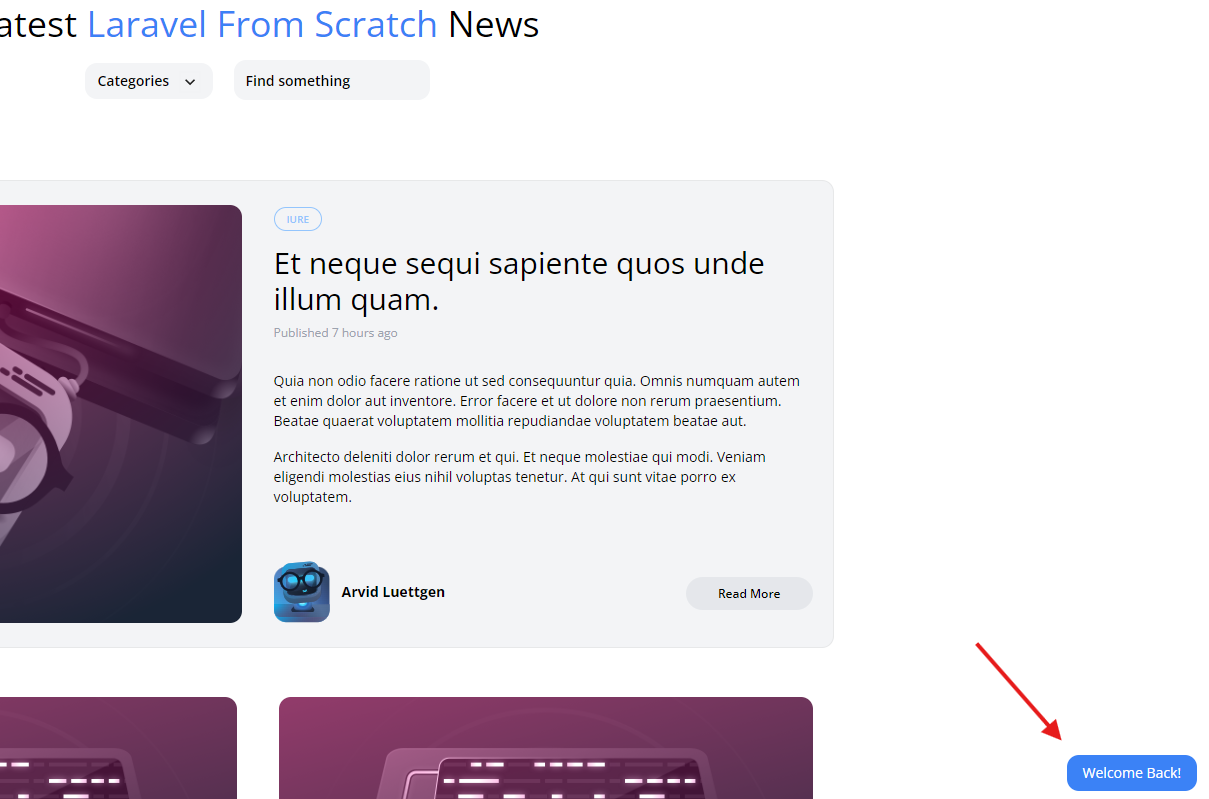 atest Laravel From Scratch News
Categories
Find something
IURE
Et neque sequi sapiente quos unde
illum quam.
Published 7 hours ago
Quia non odio facere ratione ut sed consequuntur quia. Omnis numquam autem
et enim dolor aut inventore. Error facere et ut dolore non rerum praesentium.
Beatae quaerat voluptatem mollitia repudiandae voluptatem beatae aut.
Architecto deleniti dolor rerum et qui. Et neque molestiae qui modi. Veniam
eligendi molestias eius nihil voluptas tenetur. At qui sunt vitae porro ex
voluptatem.
Arvid Luettgen
Read More
Welcome Back!